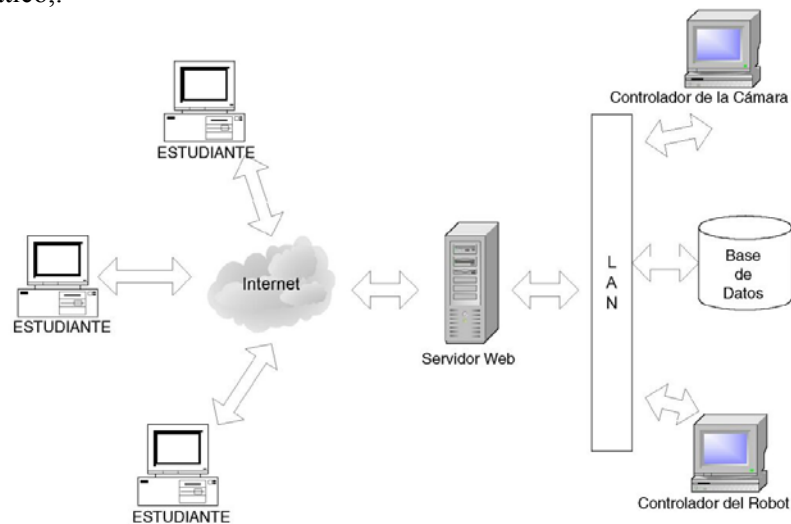 Controlador de la Cámara
ESTUDIANTE
Internet
ESTUDIANTE
Servidor Web
L
A
N
Base
de
Datos
ESTUDIANTE
Controlador del Robot